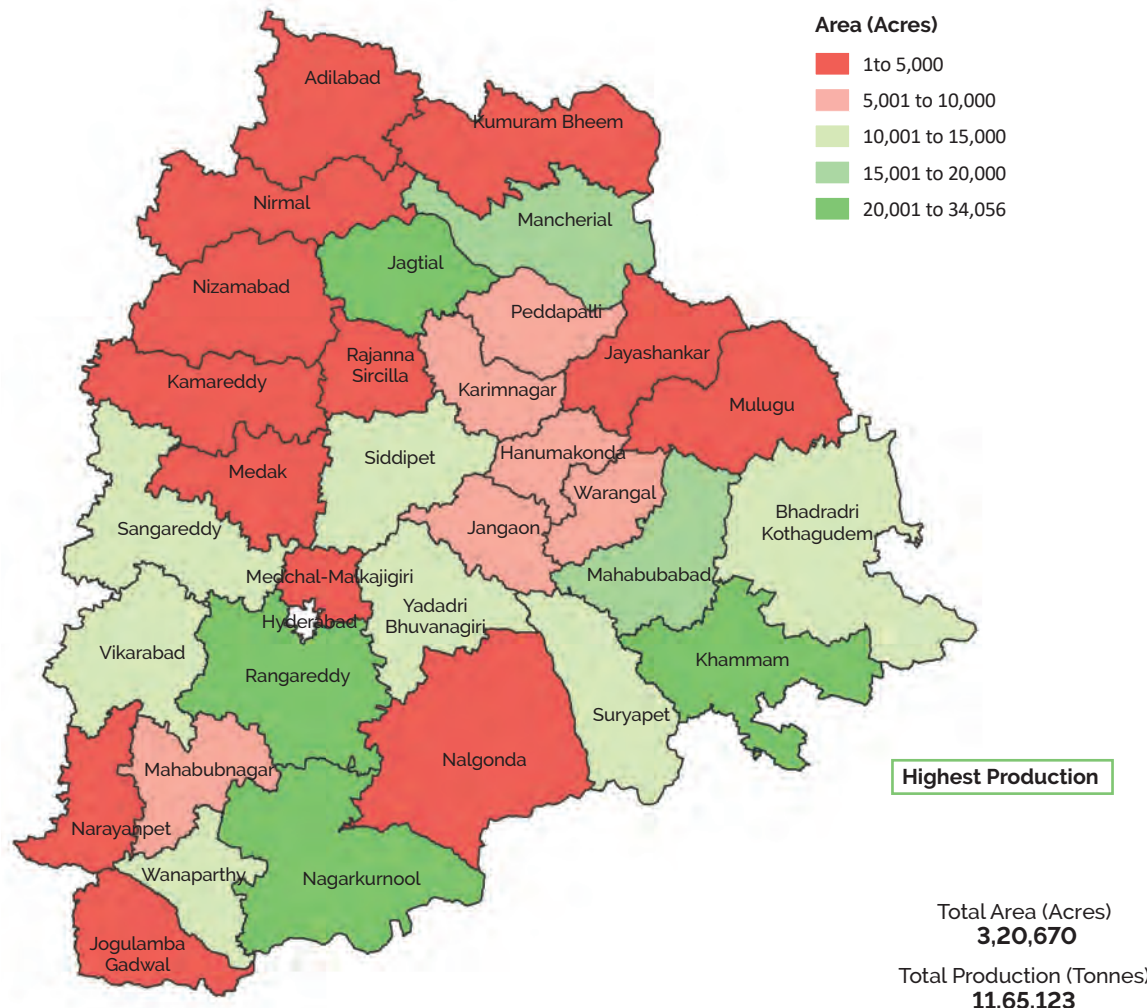 Area (Acres)
1to 5,000
5,001 to 10,000
10,001 to 15,000
15,001 to 20,000
20,001 to 34,056
Adilabad
Kumuram Bheem
Nirmal
Mancherial
Jagtial
Nizamabad
Peddapalli
Rajanna
Sircilla
Jayashankar
Kamareddy
Karimnagar
Mulugu
Siddipet
Hanumakonda
Medak
Warangal
Bhadradri
Kothagudem
Sangareddy
Jangaon
Medchal-Malkajigiri
Mahabubabad
Yadadri
Bhuvanagiri
Hyderabad
Vikarabad
Rangareddy
Khammam
Suryapet
Nalgonda
Mahabubnagar
Highest Production
Narayanpet
Wanaparthy
Nagarkurnool
Jogulamba
Gadwal
Total Area (Acres)
3,20,670
Total Production (Tonnes)
11,65,123